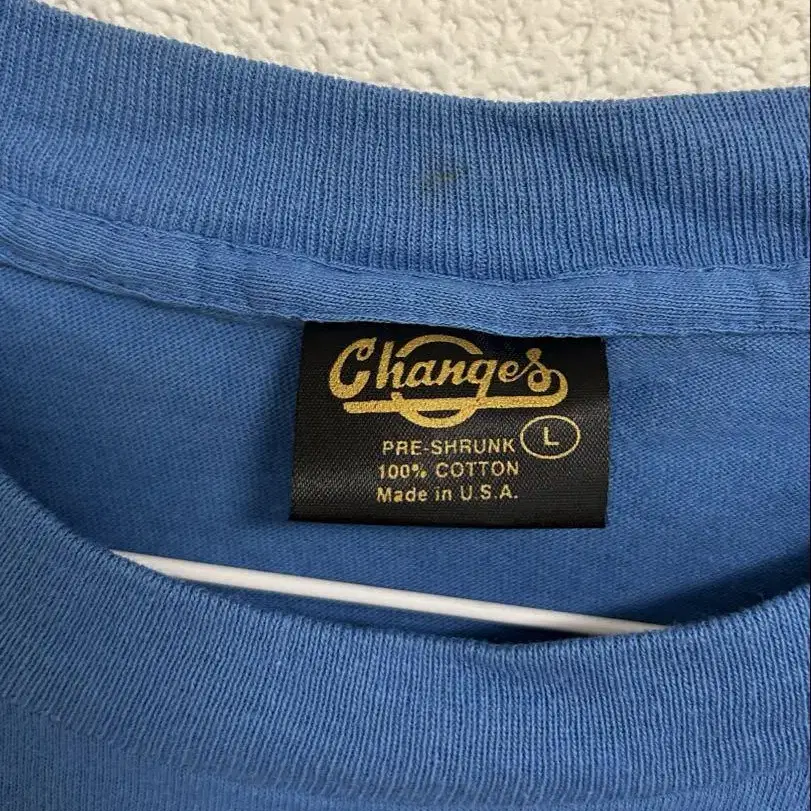 Changes
PRE-SHRUNK L
100% COTTON
Made in U.S.A.